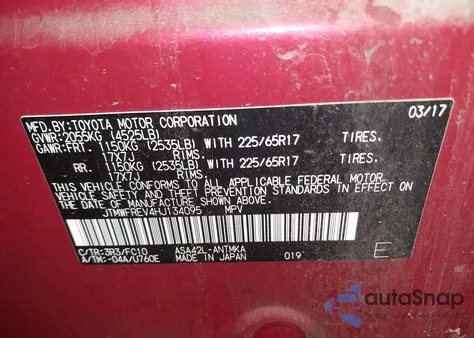 MFD.BY:TOYOTA MOTOR CORPORATION 03/17
GVWR:2055KG (4525LB)
GAWR:FRT. 1150KG (2535LB) WITH 225/65R17 TIRES.
17X7J RIMS.
RR. 1150KG (2535LB) WITH 225/65R17 TIRES.
17X7J RIMS.
THIS VEHICLE CONFORMS TO ALL APPLICABLE FEDERAL MOTOR
VEHICLE SAFETY, BUMPER, AND THEFT PREVENTION STANDARDS IN EFFECT ON
THE DATE OF MANUFACTURE SHOWN ABOVE.
JTMWFREV4HJ134095 MPV
C/TR:3R3/FC10 ASA42L-ANTMKA
A/TM:-04A/U760E MADE IN JAPAN 019 E
autoSnap